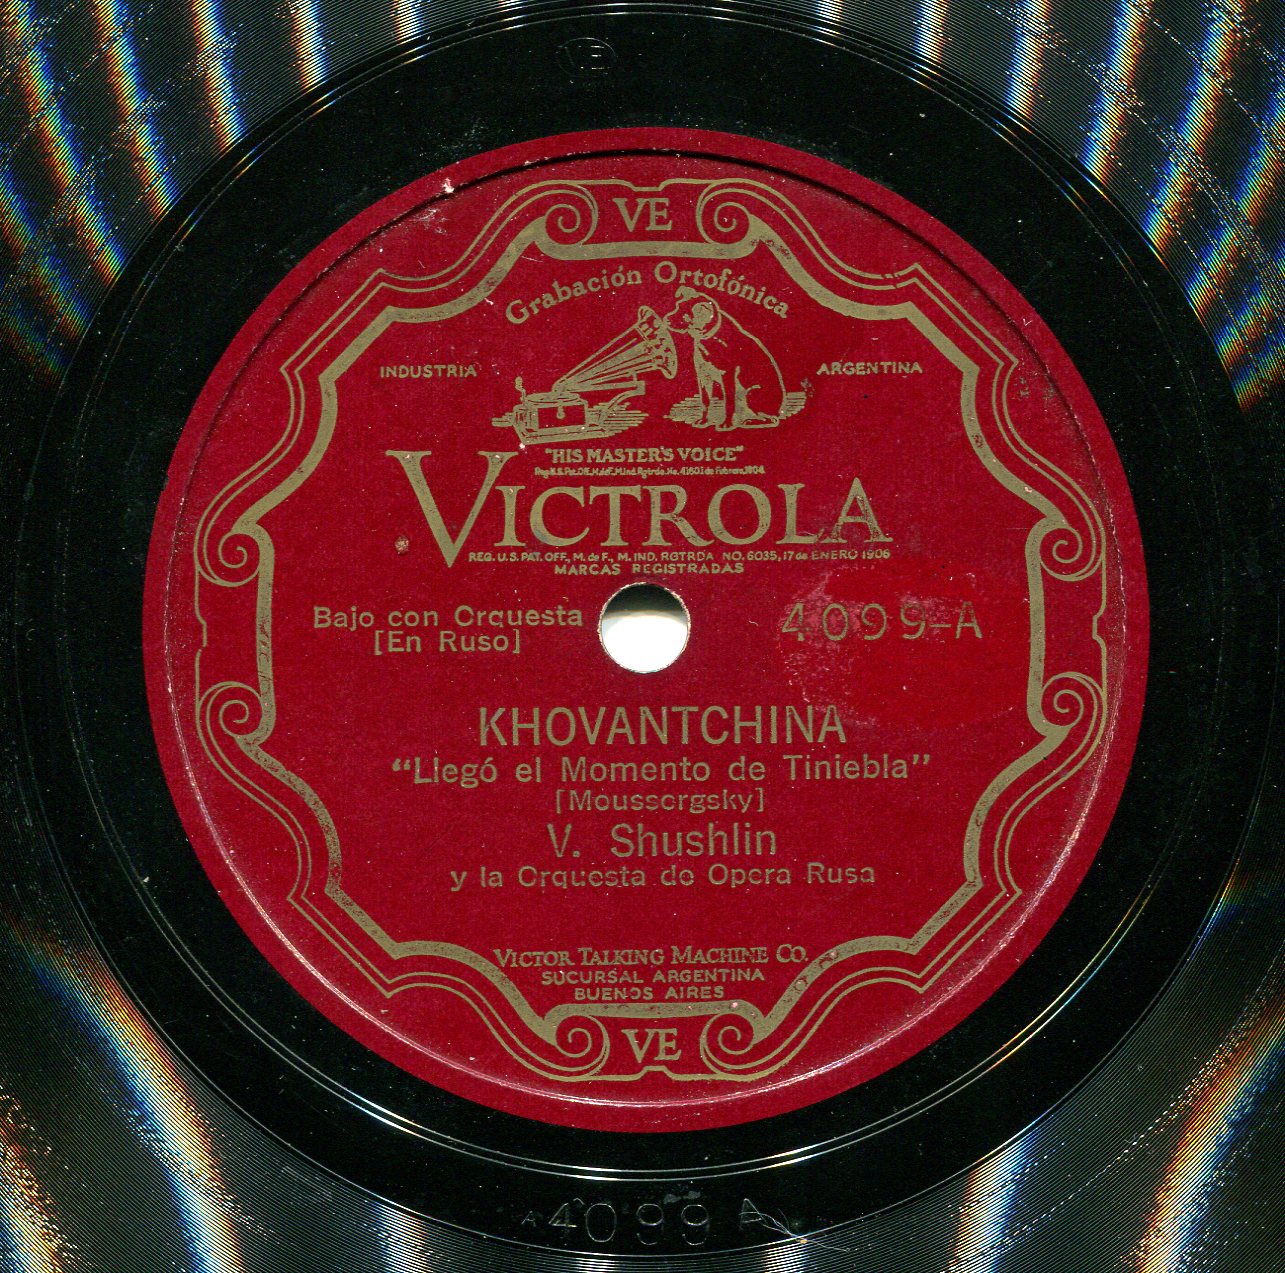 VE
VE
Grabación Ortofónica
INDUSTRIA
ARGENTINA
"HIS MASTER'S VOICE"
VICTROLA
REG. U.S. PAT. OFF., M. de F., M. IND. RGTRDA NO. 6035, 17 de ENERO 1906
MARCAS REGISTRADAS
Bajo con Orquesta
[En Ruso]
4099-A
KHOVANTCHINA
“Llegó el Momento de Tiniebla”
[Moussorgsky]
V. Shushlin
y la Orquesta de Opera Rusa
VICTOR TALKING MACHINE CO.
SUCURSAL ARGENTINA
BUENOS AIRES
VE
A 4099 A